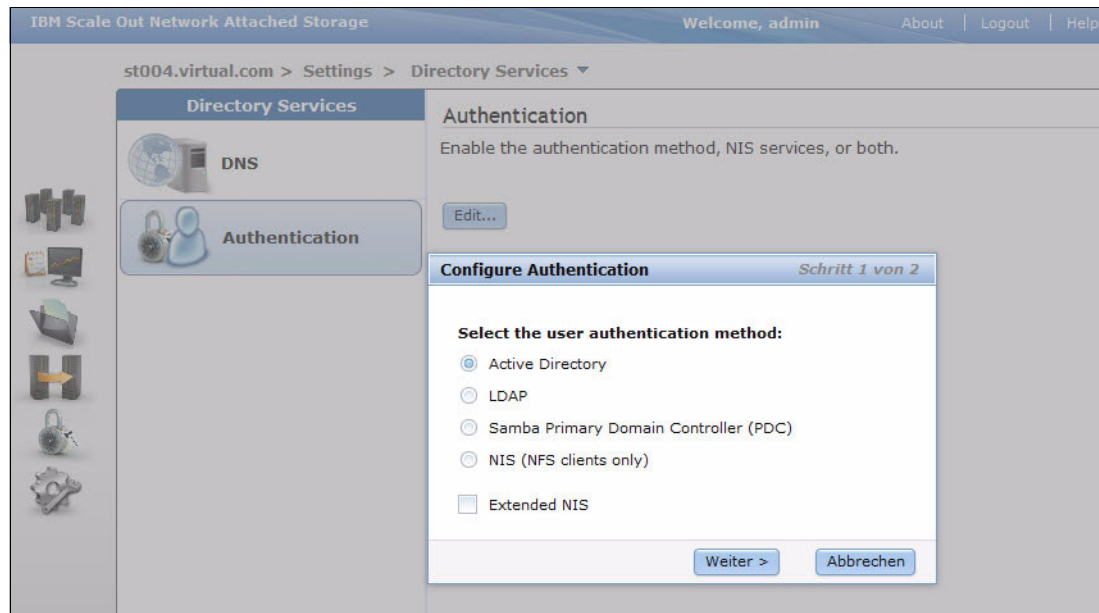 IBM Scale Out Network Attached Storage
Welcome, admin
About | Logout | Help
st004.virtual.com > Settings > Directory Services
Directory Services
DNS
Authentication
Authentication
Enable the authentication method, NIS services, or both.
Edit...
Configure Authentication
Schritt 1 von 2
Select the user authentication method:
Active Directory
LDAP
Samba Primary Domain Controller (PDC)
NIS (NFS clients only)
Extended NIS
Weiter >
Abbrechen